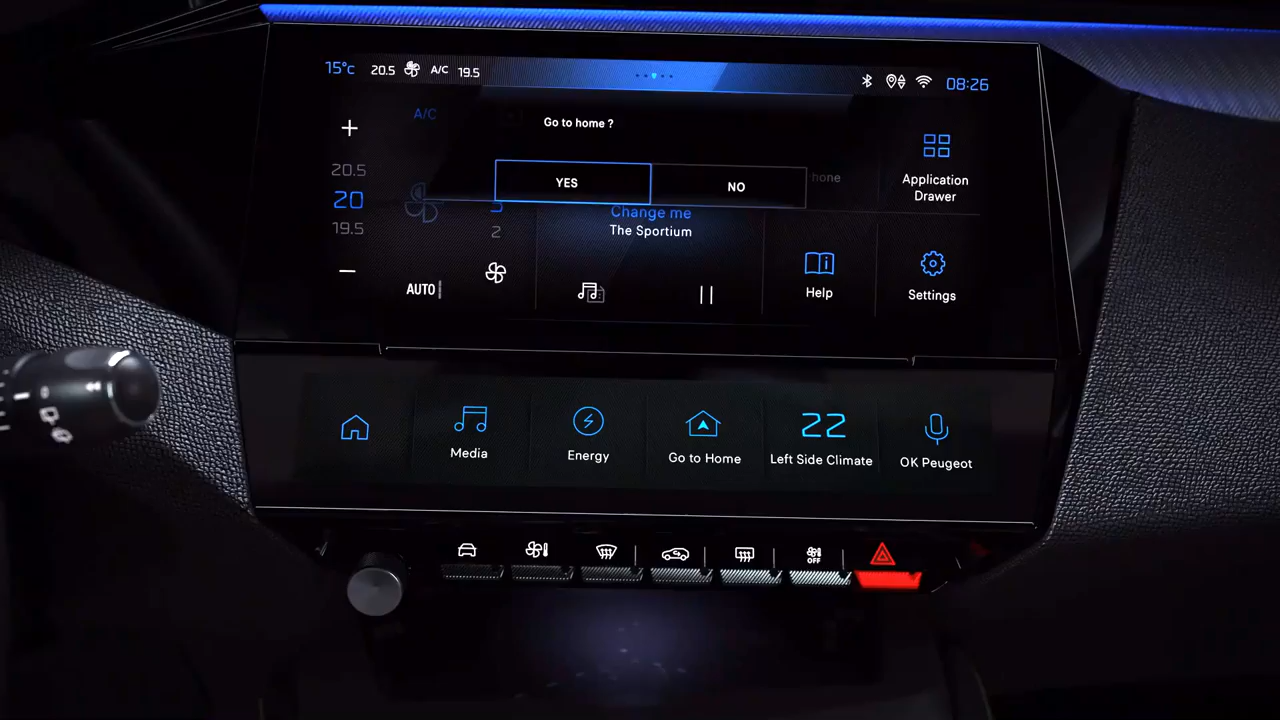 15°c 20.5 A/C 19.5 08:26
A/C
Go to home ?
20.5
YES NO
hone
Application
Drawer
20
19.5
2
Change me
The Sportium
AUTO
Help
Settings
Media
Energy
Go to Home
22
Left Side Climate
OK Peugeot
OFF